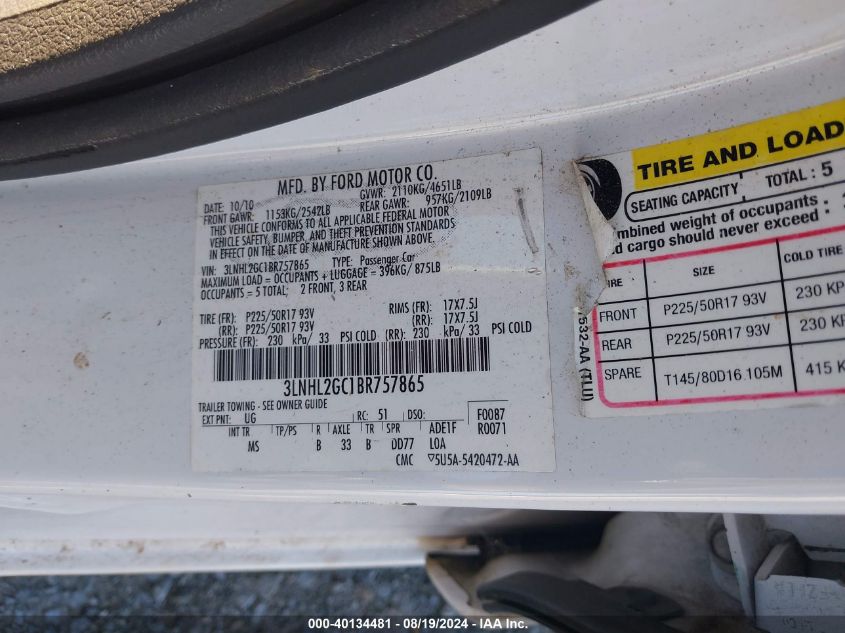 MFD. BY FORD MOTOR CO.
DATE: 10/10 GVWR: 2110KG/4651LB
FRONT GAWR: 1153KG/2542LB REAR GAWR: 957KG/2109LB
THIS VEHICLE CONFORMS TO ALL APPLICABLE FEDERAL MOTOR
VEHICLE SAFETY, BUMPER, AND THEFT PREVENTION STANDARDS
IN EFFECT ON THE DATE OF MANUFACTURE SHOWN ABOVE.
VIN: 3LNHL2GC1BR757865 TYPE: Passenger Car
MAXIMUM LOAD = OCCUPANTS + LUGGAGE = 396KG/ 875LB
OCCUPANTS = 5 TOTAL: 2 FRONT, 3 REAR
TIRE (FR): P225/50R17 93V RIMS (FR): 17X7.5J
(RR): P225/50R17 93V (RR): 17X7.5J
PRESSURE (FR): 230 kPa/ 33 PSI COLD (RR): 230 kPa/33 PSI COLD
3LNHL2GC1BR757865
TRAILER TOWING - SEE OWNER GUIDE
EXT PNT: UG RC: 51 DSO: F0087
INT TR TP/PS R AXLE TR SPR ADE1F R0071
MS B 33 B DD77 LOA
CMC ▽5U5A-5420472-AA
TIRE AND LOAD
SEATING CAPACITY TOTAL : 5
mbined weight of occupants
d cargo should never exceed :
IRE SIZE COLD TIRE
FRONT P225/50R17 93V 230 KP
REAR P225/50R17 93V 230 KP
SPARE T145/80D16 105M 415 K
532-AA (TLU)
000-40134481 - 08/19/2024 - IAAI.com